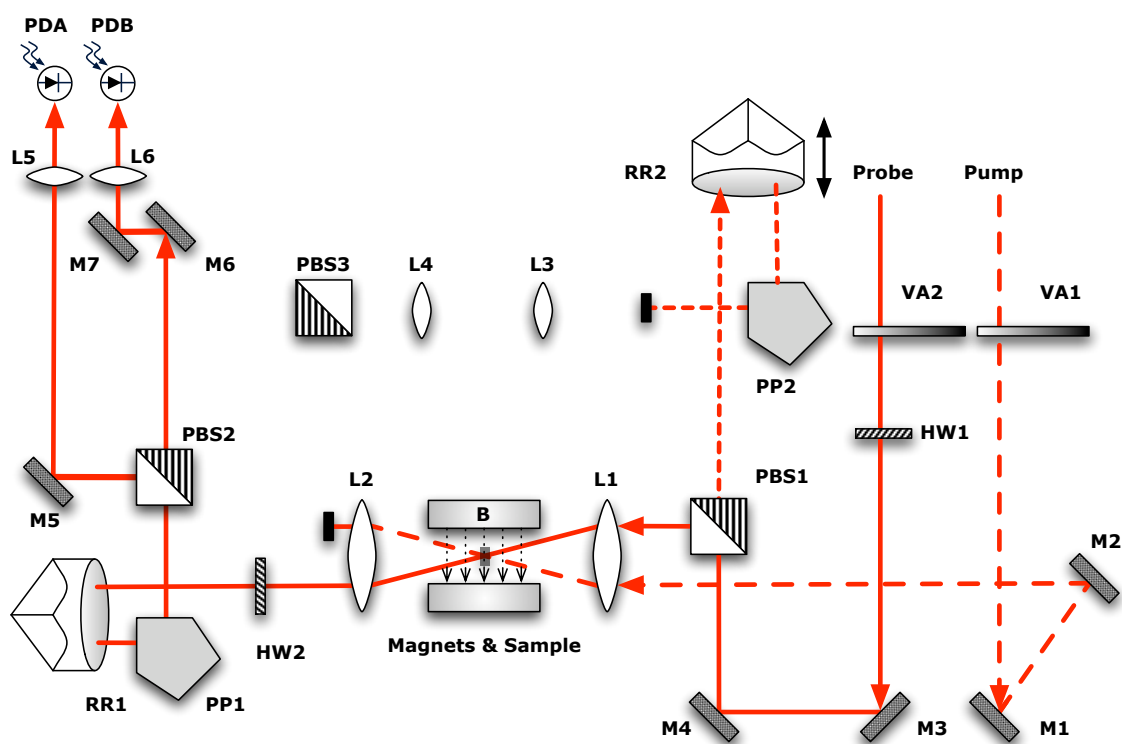 PDA PDB
L5 L6
RR2 Probe Pump
M7 M6 PBS3 L4 L3
VA2 VA1
PP2
HW1
PBS2
PBS1
M5 L2 B L1
M2
HW2 Magnets & Sample
RR1 PP1
M4 M3 M1